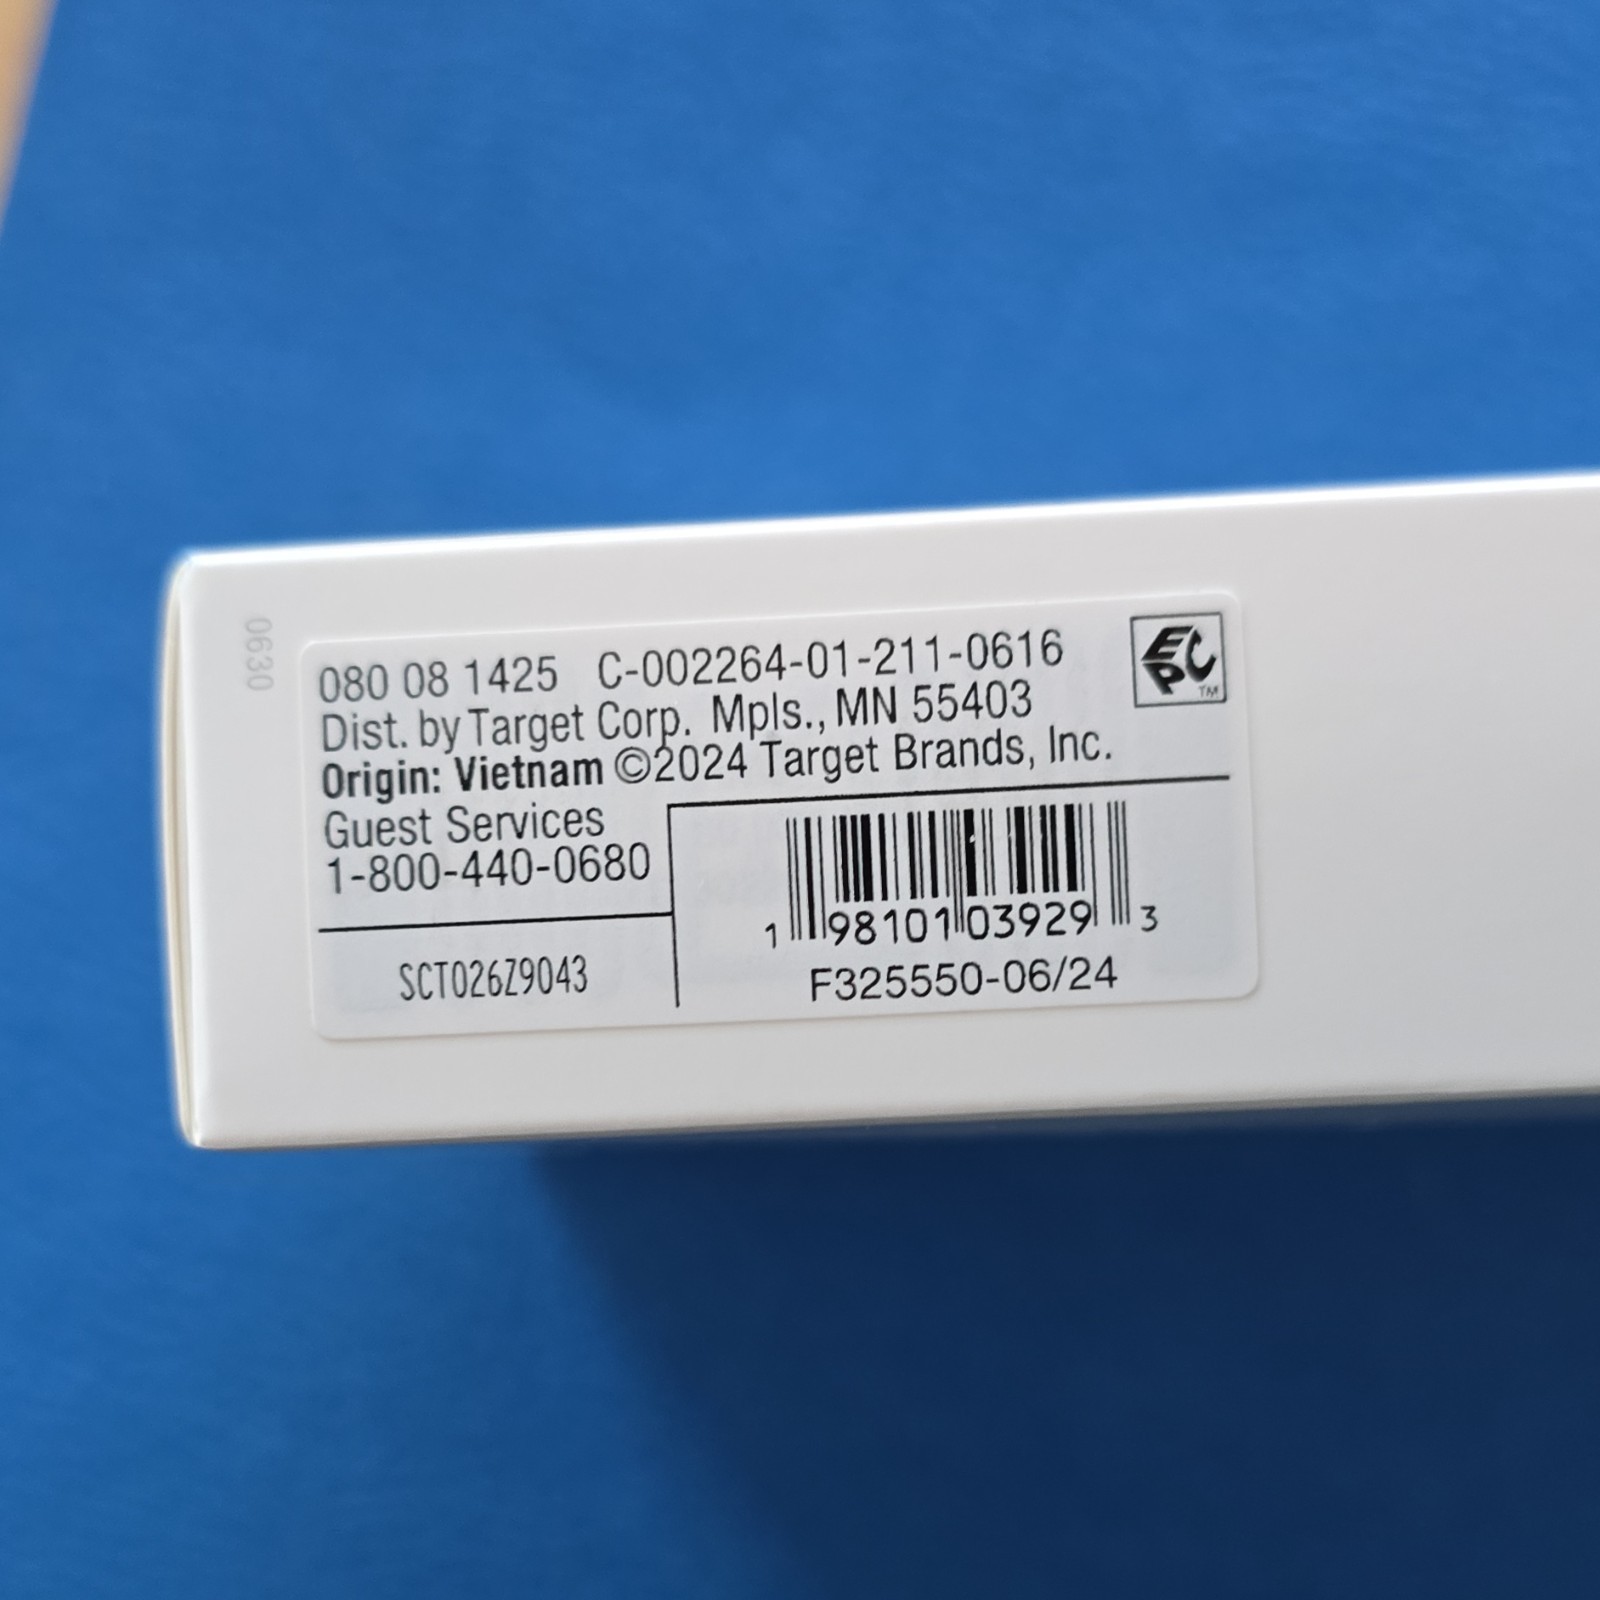 0630
080 08 1425 C-002264-01-211-0616
Dist. by Target Corp. Mpls., MN 55403
Origin: Vietnam ©2024 Target Brands, Inc.
Guest Services
1-800-440-0680
SCT026Z9043
EPC™
1 98101 03929 3
F325550-06/24